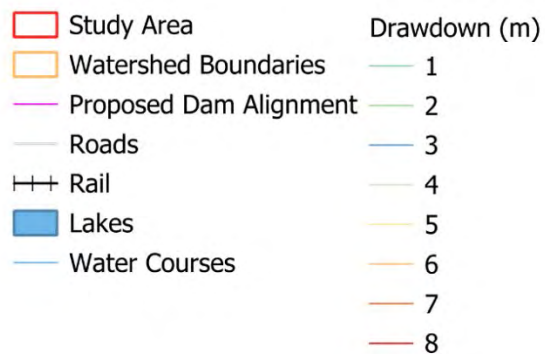 Study Area
Watershed Boundaries
Proposed Dam Alignment
Roads
Rail
Lakes
Water Courses
Drawdown (m)
1
2
3
4
5
6
7
8